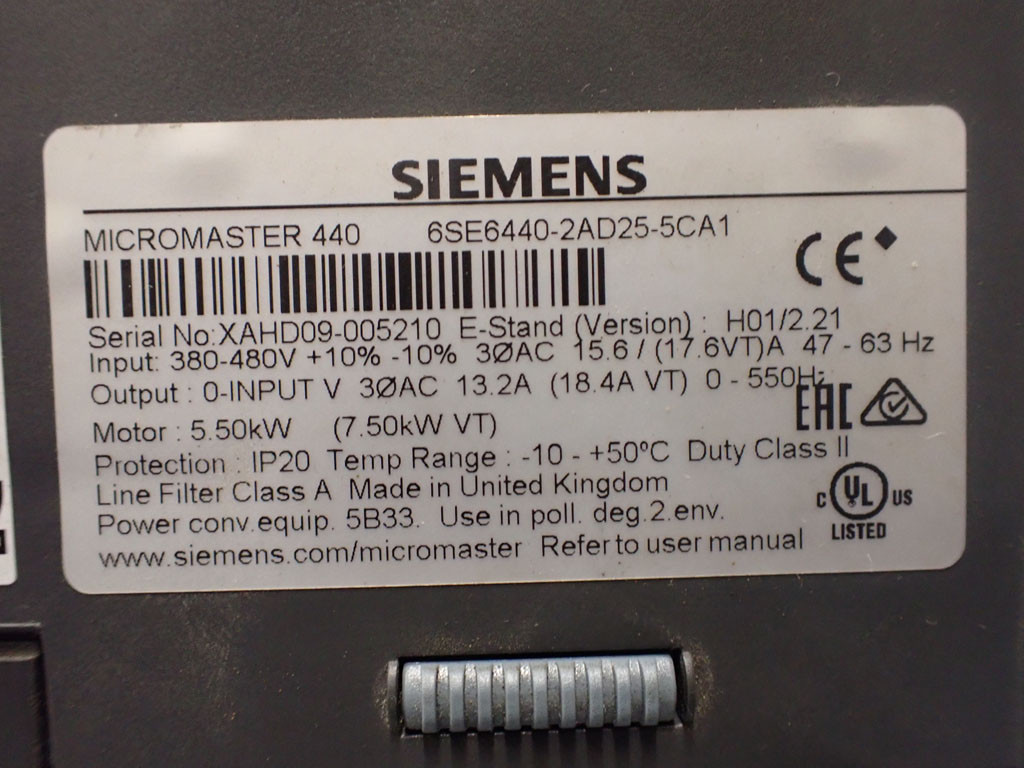 SIEMENS
MICROMASTER 440 6SE6440-2AD25-5CA1
CE
Serial No:XAHD09-005210 E-Stand (Version) : H01/2.21
Input: 380-480V +10% -10% 3ØAC 15.6 / (17.6VT)A 47 - 63 Hz
Output : 0-INPUT V 3ØAC 13.2A (18.4A VT) 0 - 550Hz
EAC
Motor : 5.50kW (7.50kW VT)
Protection : IP20 Temp Range : -10 - +50°C Duty Class II
Line Filter Class A Made in United Kingdom
C UL US
LISTED
Power conv.equip. 5B33. Use in poll. deg.2.env.
www.siemens.com/micromaster Refer to user manual